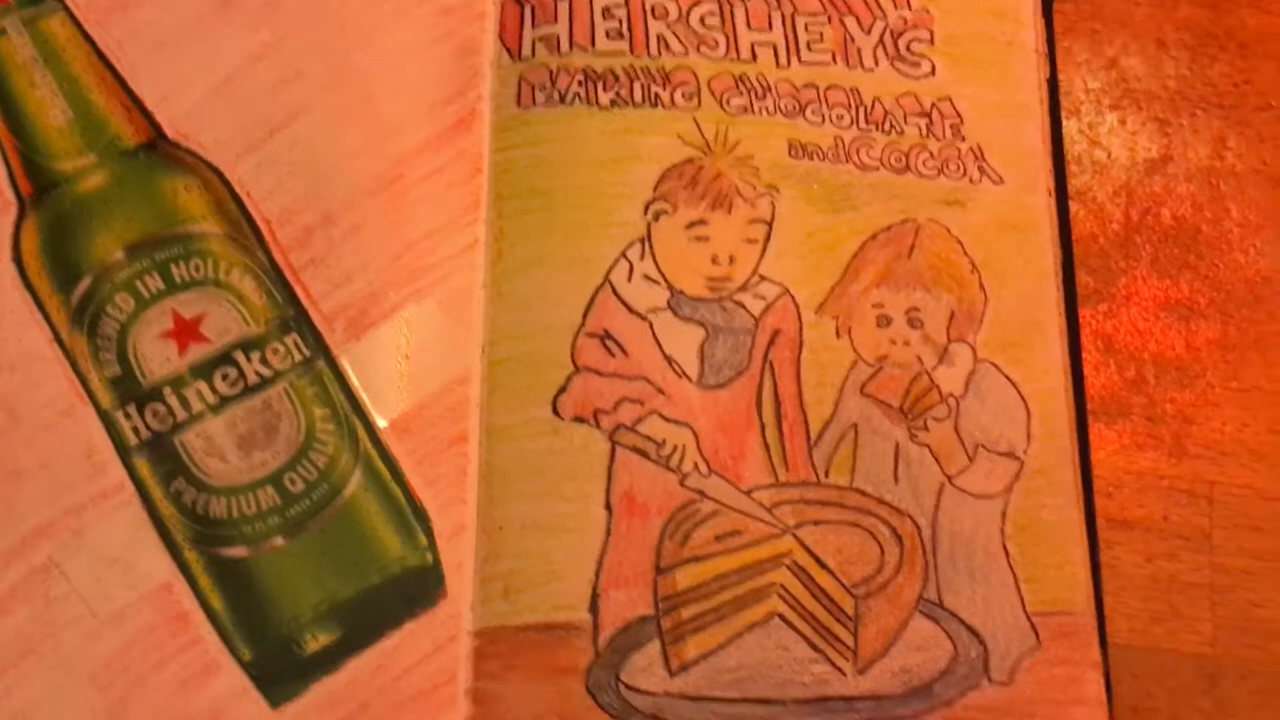 BREWED IN HOLLAND
Heineken
PREMIUM QUALITY
HERSHEY'S
BAKING CHOCOLATE
and COCOA